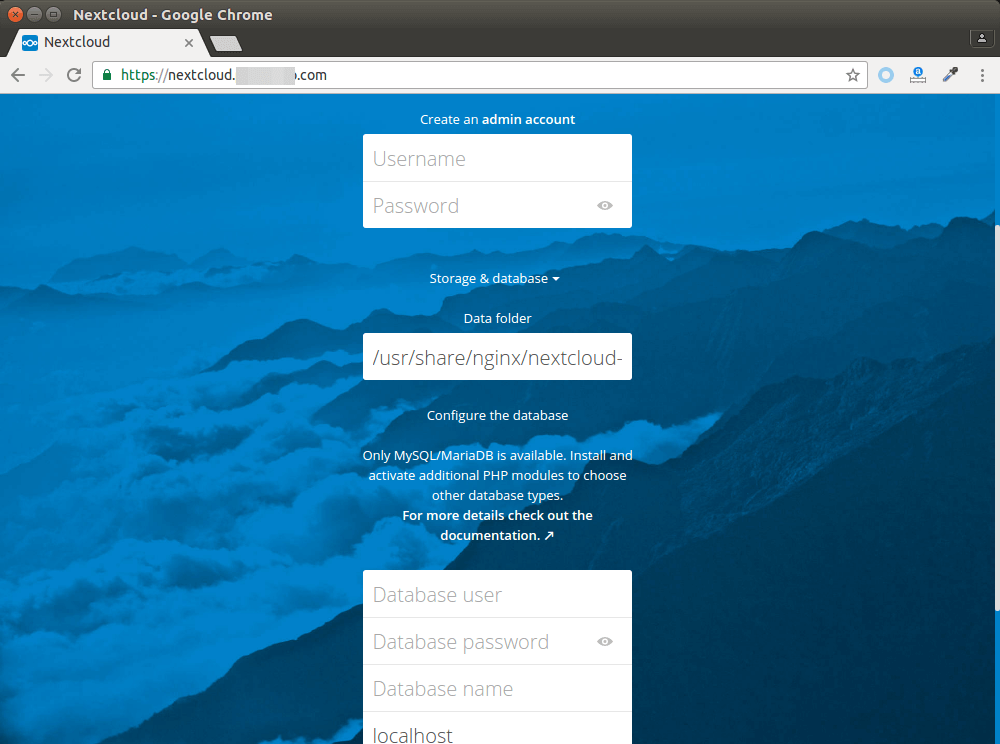 Nextcloud - Google Chrome
Nextcloud
https://nextcloud. .com
Create an admin account
Username
Password
Storage & database
Data folder
/usr/share/nginx/nextcloud-
Configure the database
Only MySQL/MariaDB is available. Install and
activate additional PHP modules to choose
other database types.
For more details check out the
documentation. ↗
Database user
Database password
Database name
localhost